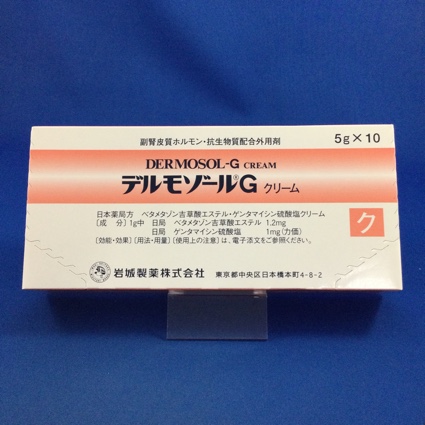 副腎皮質ホルモン・抗生物質配合外用剤
5g×10
DERMOSOL-G CREAM
デルモゾール®G クリーム
日本薬局方 ベタメタゾン吉草酸エステル・ゲンタマイシン硫酸塩クリーム
〔成 分〕1g中 日局 ベタメタゾン吉草酸エステル 1.2mg
日局 ゲンタマイシン硫酸塩 1mg(力価)
〔効能・効果〕〔用法・用量〕〔使用上の注意〕は、電子添文をご参照ください。
ク
岩城製薬株式会社 東京都中央区日本橋本町4-8-2